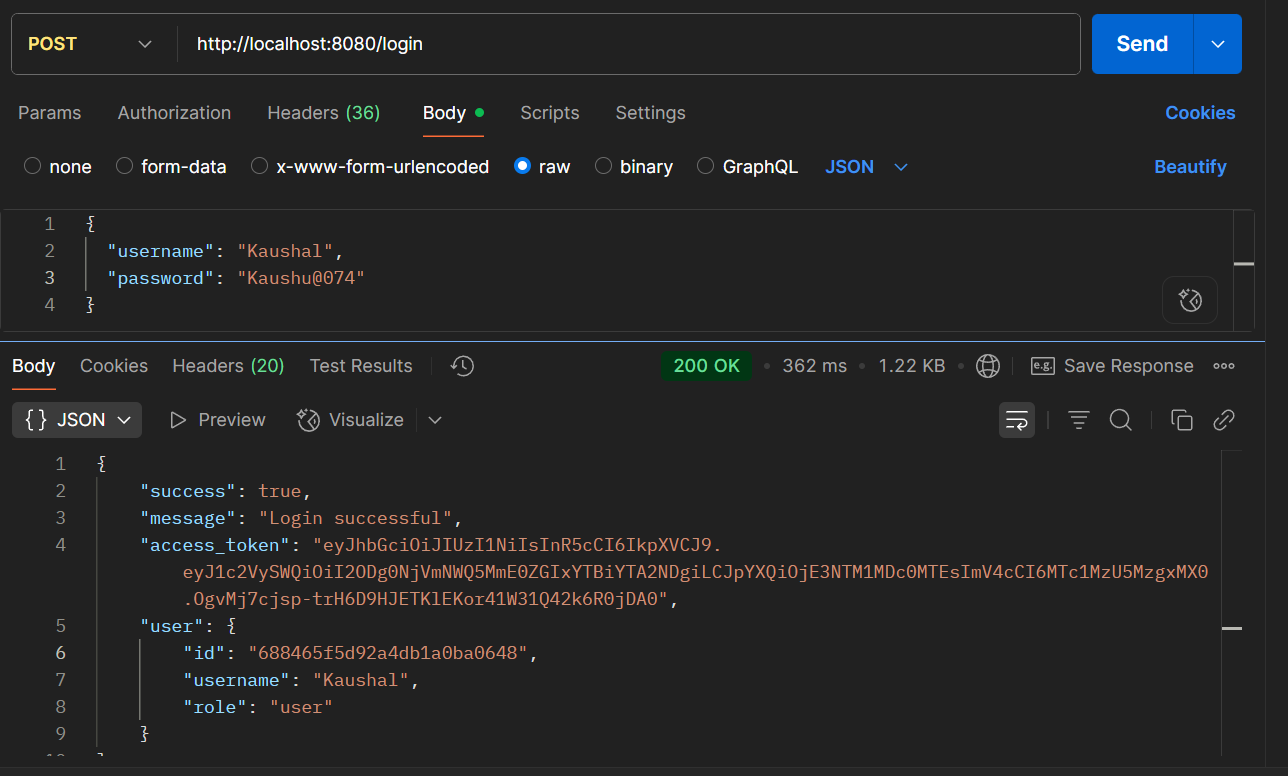 POST http://localhost:8080/login Send
Params Authorization Headers (36) Body Scripts Settings Cookies
none form-data x-www-form-urlencoded raw binary GraphQL JSON Beautify
1 {
2 "username": "Kaushal",
3 "password": "Kaushu@074"
4 }
Body Cookies Headers (20) Test Results 200 OK • 362 ms • 1.22 KB • e.g. Save Response
{} JSON Preview Visualize
1 {
2 "success": true,
3 "message": "Login successful",
4 "access_token": "eyJhbGciOiJIUzI1NiIsInR5cCI6IkpXVCJ9.
eyJ1c2VySWQiOiI2ODg0NjVmNWQ5MmE0ZGIxYTBiYTA2NDgiLCJpYXQiOjE3NTM1MDc0MTEsImV4cCI6MTc1MzU5MzgxMX0
.OgvMj7cjsp-trH6D9HJETKlEKor41W31Q42k6R0jDA0",
5 "user": {
6 "id": "688465f5d92a4db1a0ba0648",
7 "username": "Kaushal",
8 "role": "user"
9 }